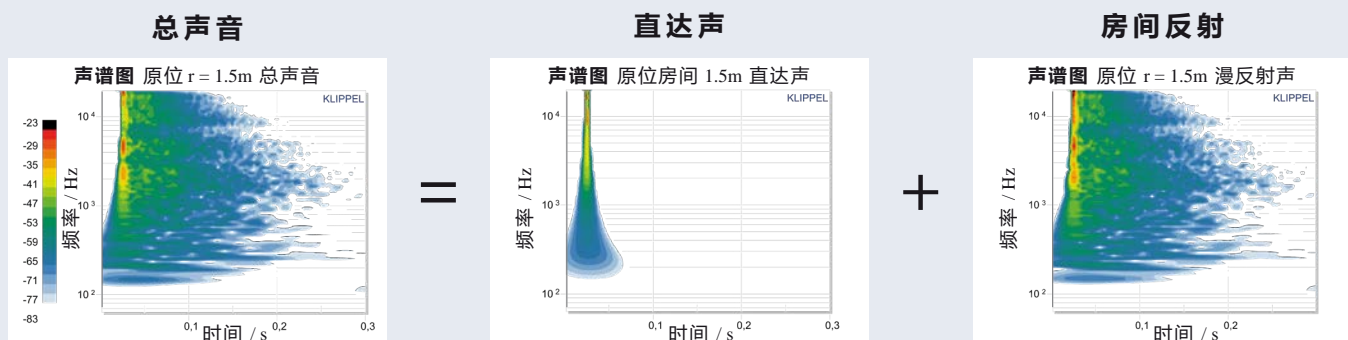 总声音
直达声
房间反射
声谱图 原位 r = 1.5m 总声音
KLIPPEL
-23
-29
-35
-41
-47
-53
-59
-65
-71
-77
-83
频率 / Hz
10⁴
10³
10²
0,1
0,2
0,3
时间 / s
=
声谱图 原位房间 1.5m 直达声
KLIPPEL
频率 / Hz
10⁴
10³
10²
0,1
0,2
0,3
时间 / s
+
声谱图 原位 r = 1.5m 漫反射声
KLIPPEL
频率 / Hz
10⁴
10³
10²
0,1
0,2
时间 / s